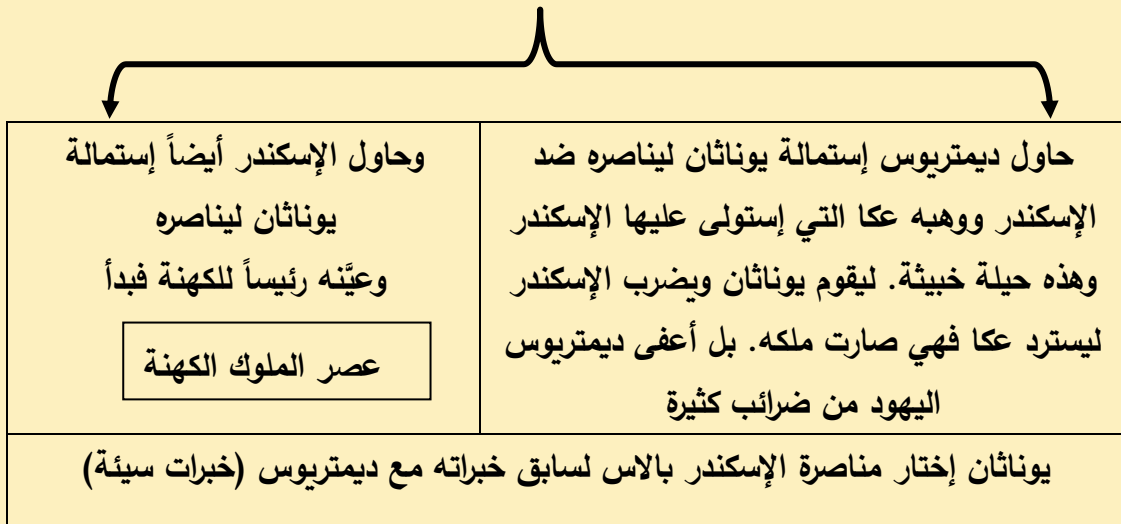 حاول ديمتريوس إستمالة يوناثان ليناصره ضد
الإسكندر ووهبه عكا التي إستولى عليها الإسكندر
وهذه حيلة خبيثة. ليقوم يوناثان ويضرب الإسكندر
ليسترد عكا فهي صارت ملكه. بل أعفى ديمتريوس
اليهود من ضرائب كثيرة
وحاول الإسكندر أيضاً إستمالة
يوناثان ليناصره
وعيَّنه رئيساً للكهنة فبدأ
عصر الملوك الكهنة
يوناثان إختار مناصرة الإسكندر بالاس لسابق خبراته مع ديمتريوس (خبرات سيئة)